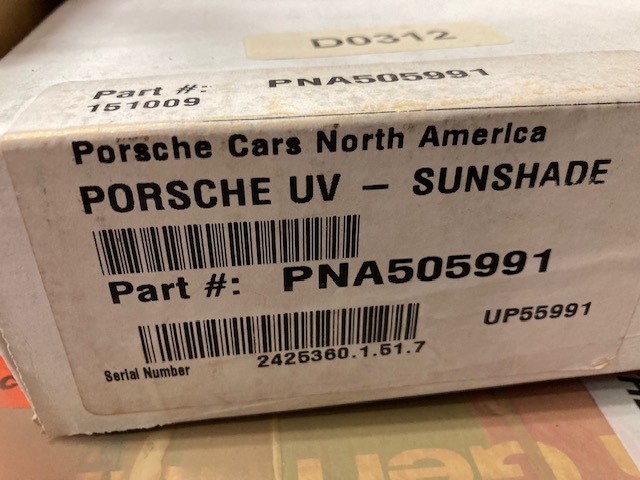 D0312
Part #: PNA505991
151009
Porsche Cars North America
PORSCHE UV – SUNSHADE
Part #: PNA505991
UP55991
2425360.1.51.7
Serial Number